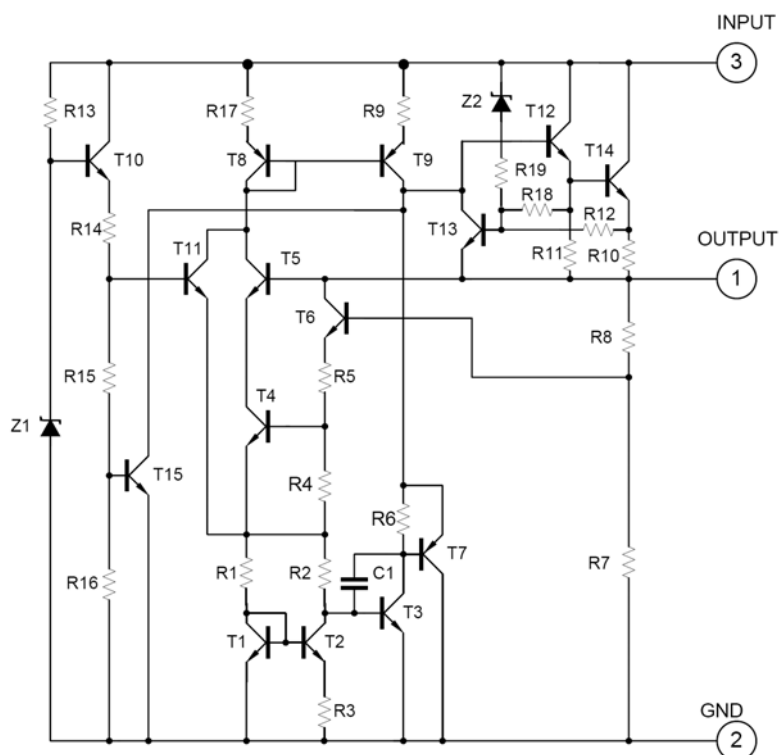 INPUT
3
R13
R17
R9
Z2
T12
T10
T8
T9
T14
R19
R18
R14
R12
T13
T11
T5
R11
R10
OUTPUT
1
T6
R8
R15
R5
T4
Z1
T15
R4
R6
T7
R16
R1
R2
C1
R7
T3
T1
T2
R3
GND
2